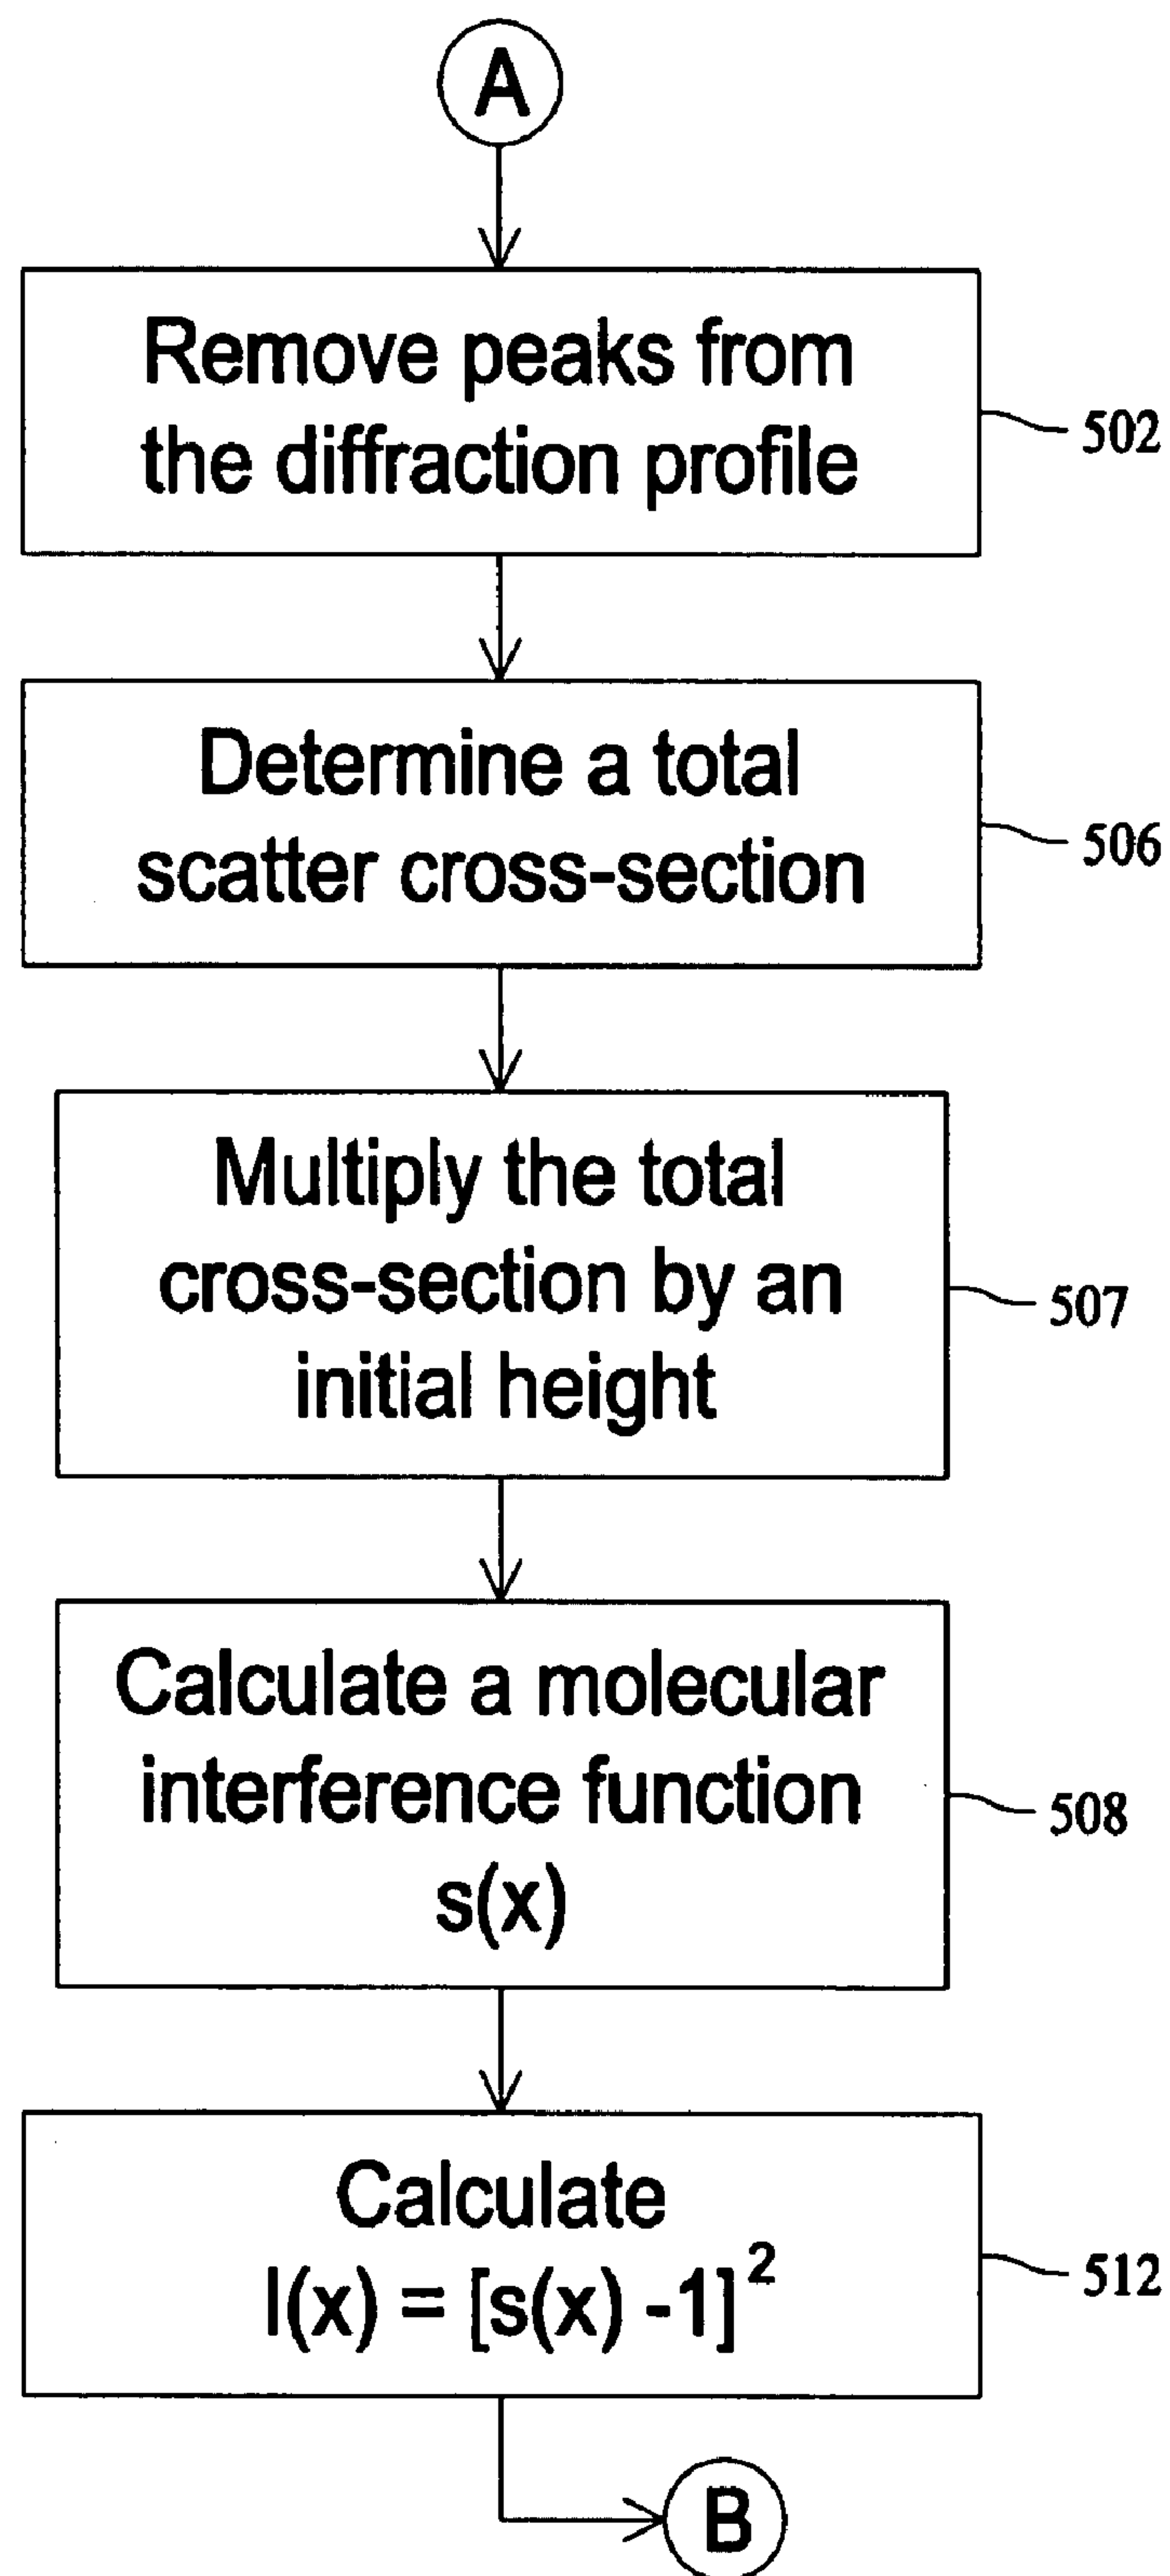 A
Remove peaks from
the diffraction profile
502
Determine a total
scatter cross-section
506
Multiply the total
cross-section by an
initial height
507
Calculate a molecular
interference function
s(x)
508
Calculate
I(x) = [s(x) -1]²
512
B